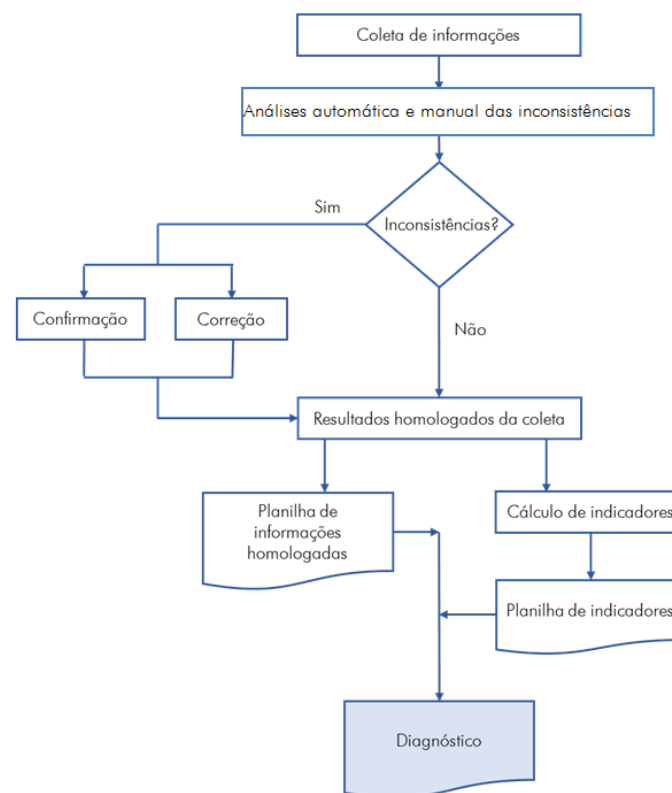 Coleta de informações
Análises automática e manual das inconsistências
Sim
Inconsistências?
Confirmação
Correção
Não
Resultados homologados da coleta
Planilha de
informações
homologadas
Cálculo de indicadores
Planilha de indicadores
Diagnóstico